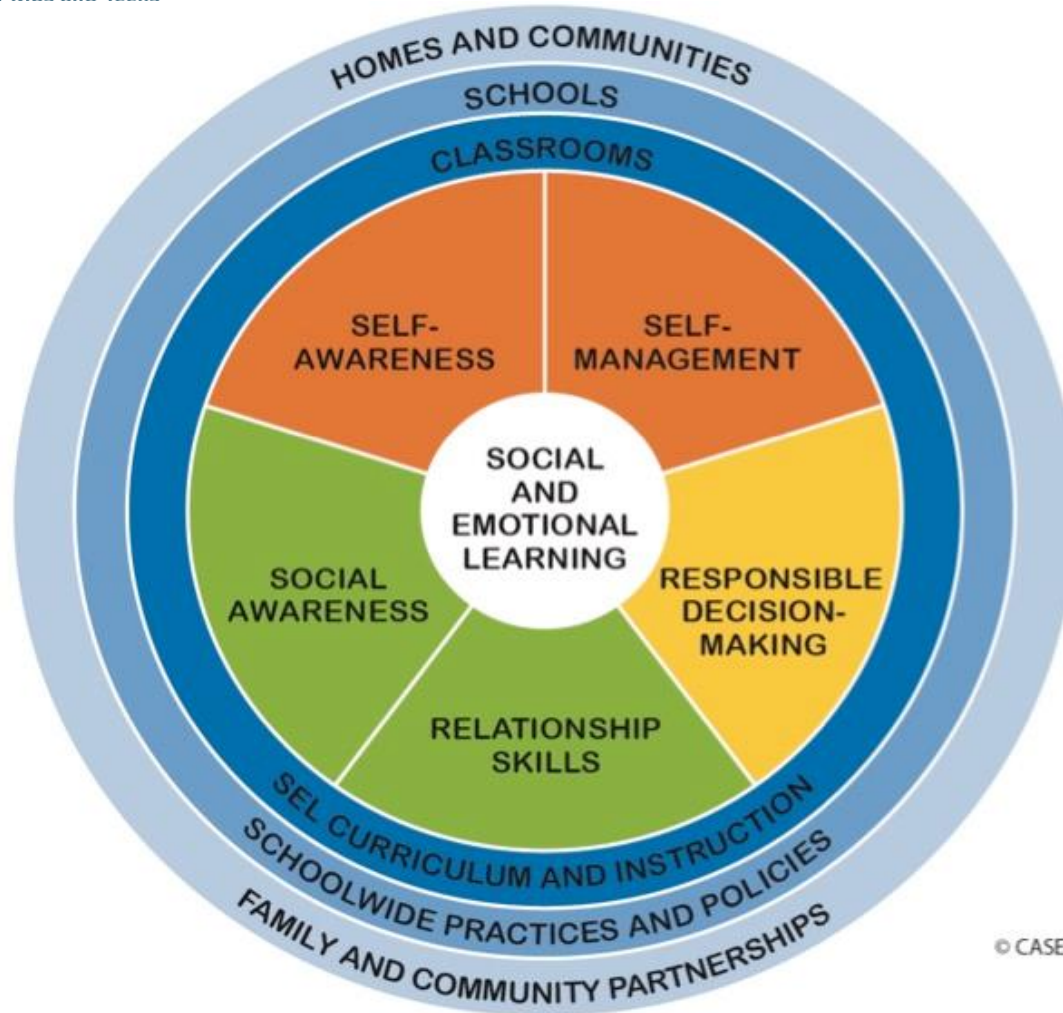 HOMES AND COMMUNITIES
SCHOOLS
CLASSROOMS
SELF-
AWARENESS
SELF-
MANAGEMENT
SOCIAL
AND
EMOTIONAL
LEARNING
SOCIAL
AWARENESS
RESPONSIBLE
DECISION-
MAKING
RELATIONSHIP
SKILLS
SEL CURRICULUM AND INSTRUCTION
SCHOOLWIDE PRACTICES AND POLICIES
FAMILY AND COMMUNITY PARTNERSHIPS
© CASE